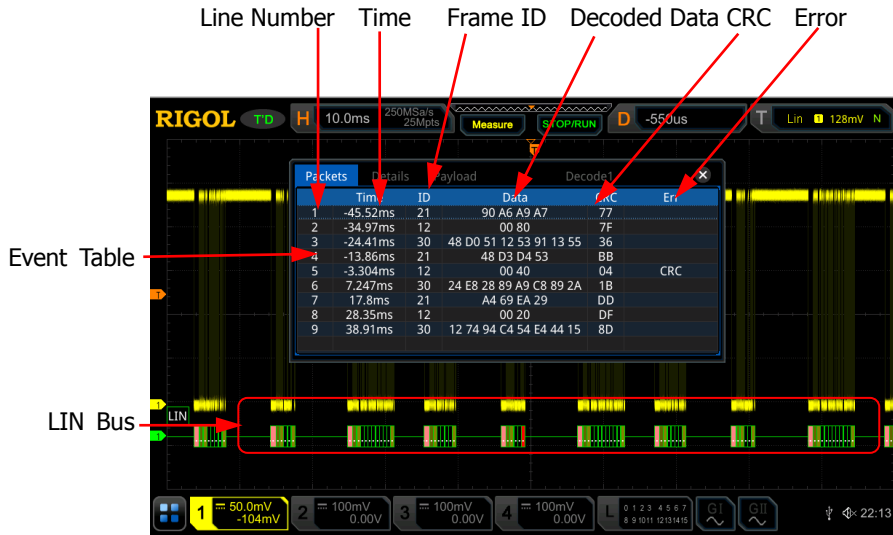 Line Number Time Frame ID Decoded Data CRC Error
RIGOL T'D H 10.0ms 250MSa/s 25Mpts Measure STOP/RUN D -550us T Lin 1 128mV N
T
Packets Details Payload Decode1
Time ID Data CRC Err
1 -45.52ms 21 90 A6 A9 A7 77
2 -34.97ms 12 00 80 7F
3 -24.41ms 30 48 D0 51 12 53 91 13 55 36
4 -13.86ms 21 48 D3 D4 53 BB
5 -3.304ms 12 00 40 04 CRC
6 7.247ms 30 24 E8 28 89 A9 C8 89 2A 1B
7 17.8ms 21 A4 69 EA 29 DD
8 28.35ms 12 00 20 DF
9 38.91ms 30 12 74 94 C4 54 E4 44 15 8D
Event Table
T
1
LIN
LIN Bus
1
1 50.0mV -104mV 2 100mV 0.00V 3 100mV 0.00V 4 100mV 0.00V L 0 1 2 3 4 5 6 7 8 9 10 11 12 13 14 15 GI GII 22:13